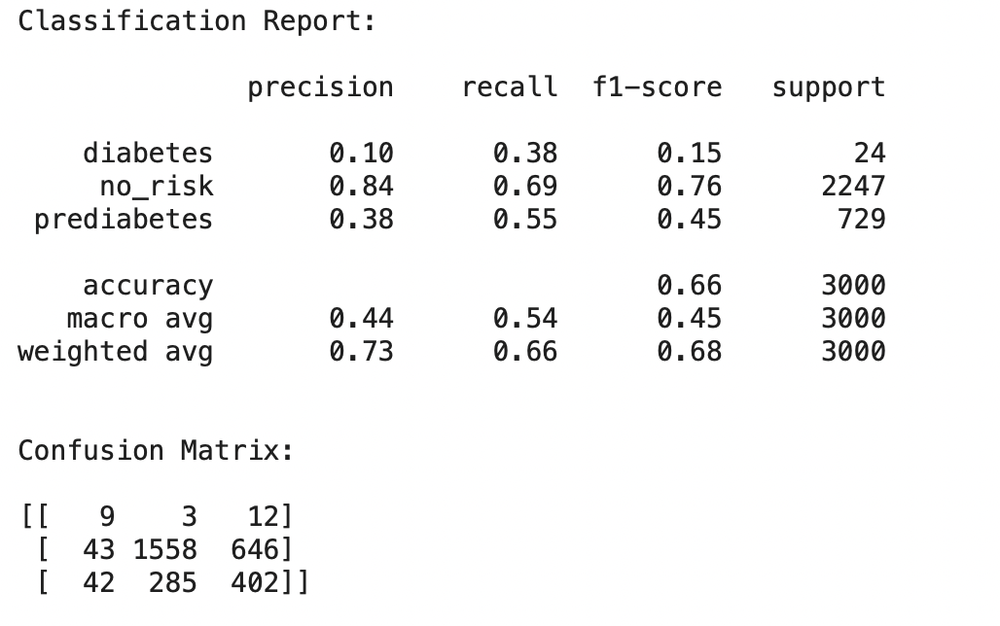 Classification Report:
precision recall f1-score support
diabetes 0.10 0.38 0.15 24
no_risk 0.84 0.69 0.76 2247
prediabetes 0.38 0.55 0.45 729
accuracy 0.66 3000
macro avg 0.44 0.54 0.45 3000
weighted avg 0.73 0.66 0.68 3000
Confusion Matrix:
[[ 9 3 12]
[ 43 1558 646]
[ 42 285 402]]